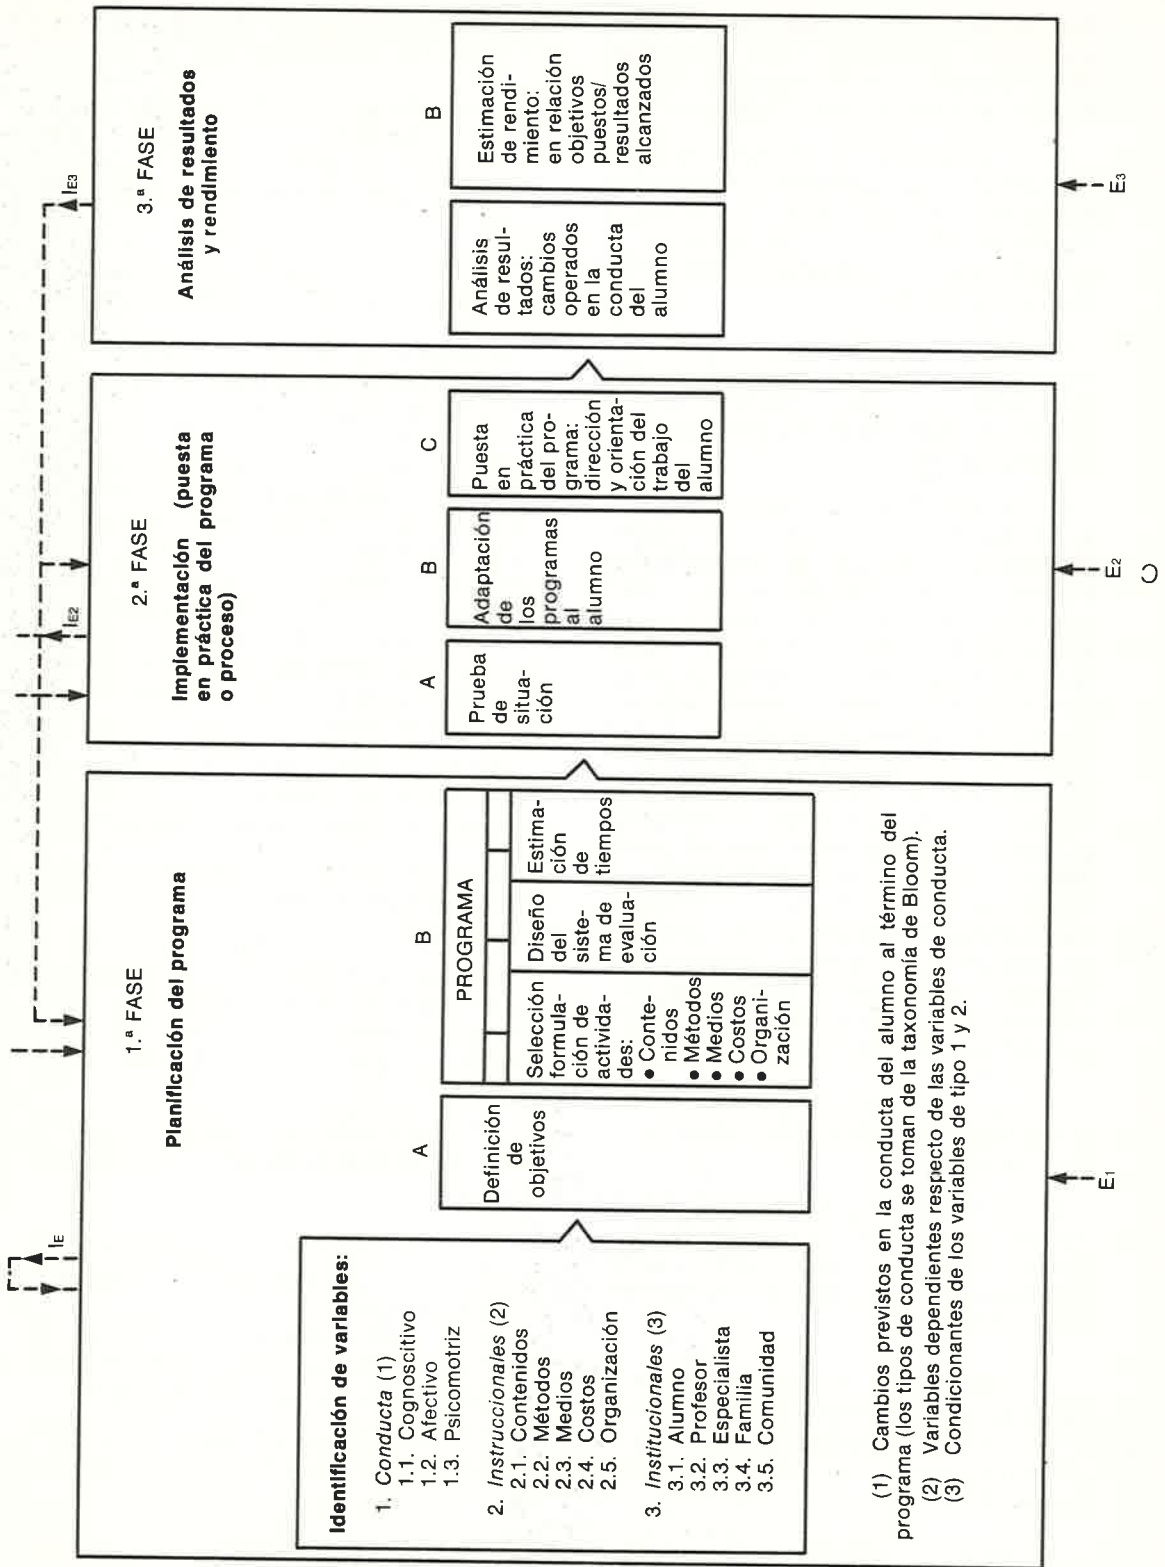 1.ª FASE
Planificación del programa
IE
Identificación de variables:
1. Conducta (1)
1.1. Cognoscitivo
1.2. Afectivo
1.3. Psicomotriz
2. Instruccionales (2)
2.1. Contenidos
2.2. Métodos
2.3. Medios
2.4. Costos
2.5. Organización
3. Institucionales (3)
3.1. Alumno
3.2. Profesor
3.3. Especialista
3.4. Familia
3.5. Comunidad
A
Definición
de
objetivos
B
PROGRAMA
Selección
formula-
ción de
activida-
des:
• Conte-
nidos
• Métodos
• Medios
• Costos
• Organi-
zación
Diseño
del
siste-
ma de
evalua-
ción
Estima-
ción
de
tiempos
(1) Cambios previstos en la conducta del alumno al término del
programa (los tipos de conducta se toman de la taxonomía de Bloom).
(2) Variables dependientes respecto de las variables de conducta.
(3) Condicionantes de los variables de tipo 1 y 2.
E1
2.ª FASE
Implementación (puesta
en práctica del programa
o proceso)
IE2
A
Prueba
de
situa-
ción
B
Adaptación
de
los
programas
al
alumno
C
Puesta
en
práctica
del pro-
grama:
dirección
y orienta-
ción del
trabajo
del
alumno
E2
3.ª FASE
Análisis de resultados
y rendimiento
IE3
Análisis
de resul-
tados:
cambios
operados
en la
conducta
del
alumno
B
Estimación
de rendi-
miento:
en relación
objetivos
puestos/
resultados
alcanzados
E3